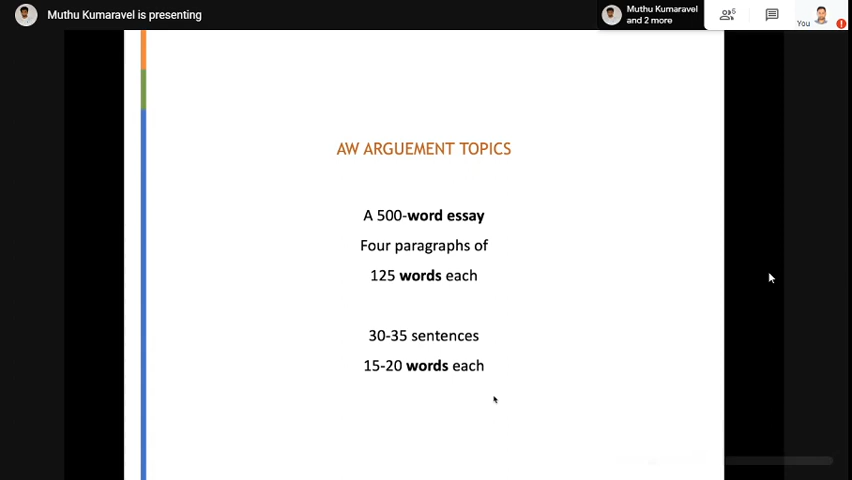 Muthu Kumaravel is presenting
Muthu Kumaravel
and 2 more
5
You
!
AW ARGUEMENT TOPICS
A 500-word essay
Four paragraphs of
125 words each
30-35 sentences
15-20 words each